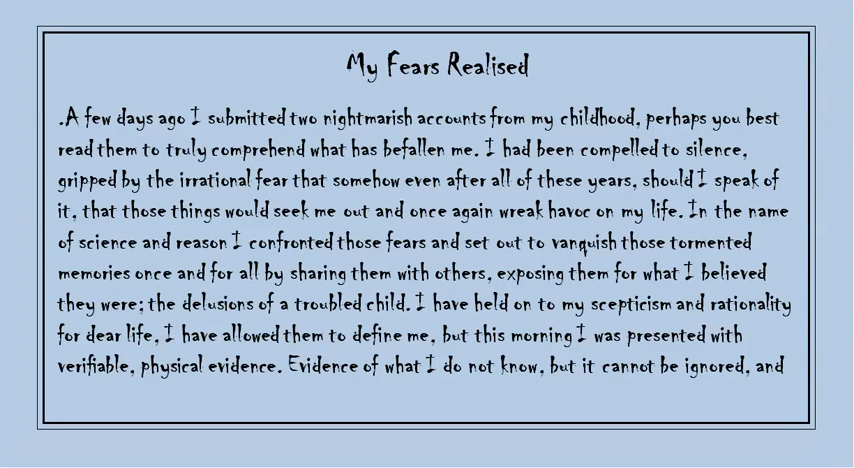 My Fears Realised
.A few days ago I submitted two nightmarish accounts from my childhood, perhaps you best
read them to truly comprehend what has befallen me. I had been compelled to silence,
gripped by the irrational fear that somehow even after all of these years, should I speak of
it, that those things would seek me out and once again wreak havoc on my life. In the name
of science and reason I confronted those fears and set out to vanquish those tormented
memories once and for all by sharing them with others, exposing them for what I believed
they were; the delusions of a troubled child. I have held on to my scepticism and rationality
for dear life, I have allowed them to define me, but this morning I was presented with
verifiable, physical evidence. Evidence of what I do not know, but it cannot be ignored, and